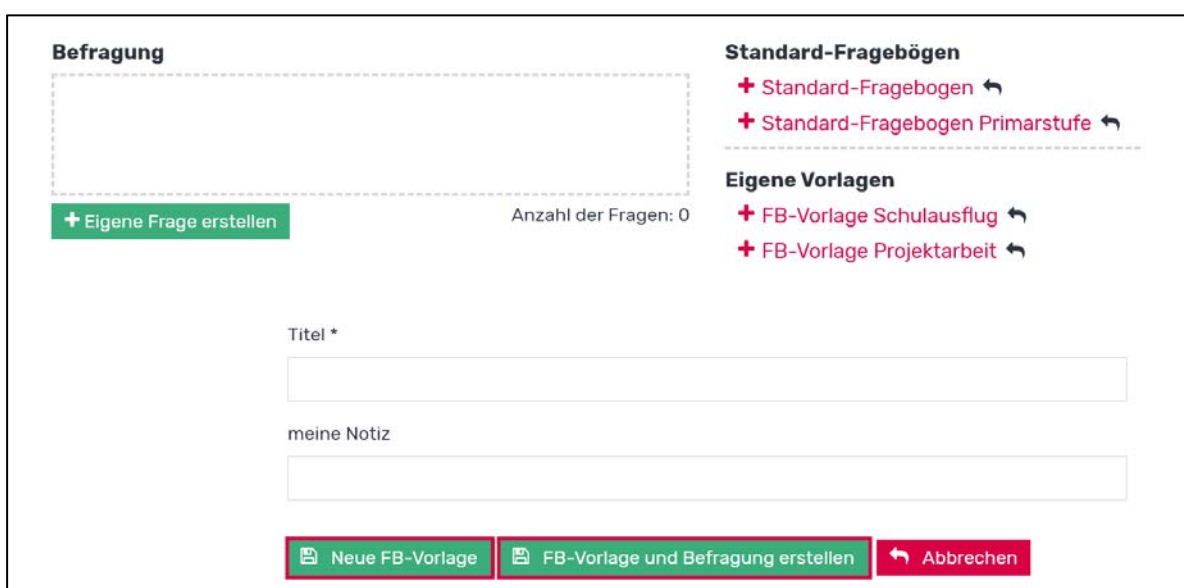 Befragung
+ Eigene Frage erstellen
Anzahl der Fragen: 0
Standard-Fragebögen
+ Standard-Fragebogen
+ Standard-Fragebogen Primarstufe
Eigene Vorlagen
+ FB-Vorlage Schulausflug
+ FB-Vorlage Projektarbeit
Titel *
meine Notiz
Neue FB-Vorlage
FB-Vorlage und Befragung erstellen
Abbrechen